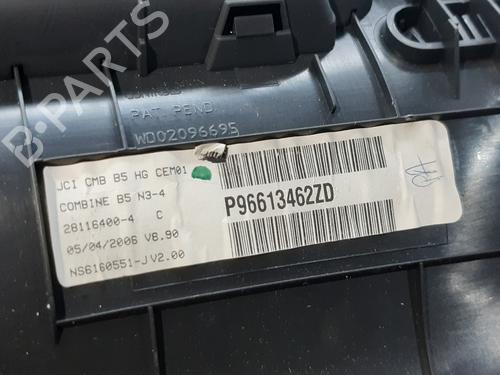 PAT. PEND.
WO02096695
JCI CMB B5 HG CEM01
COMBINE B5 N3-4
28116400-4 C
05/04/2006 V8.90
NS6160551-J V2.00
P96613462ZD
B-PARTS